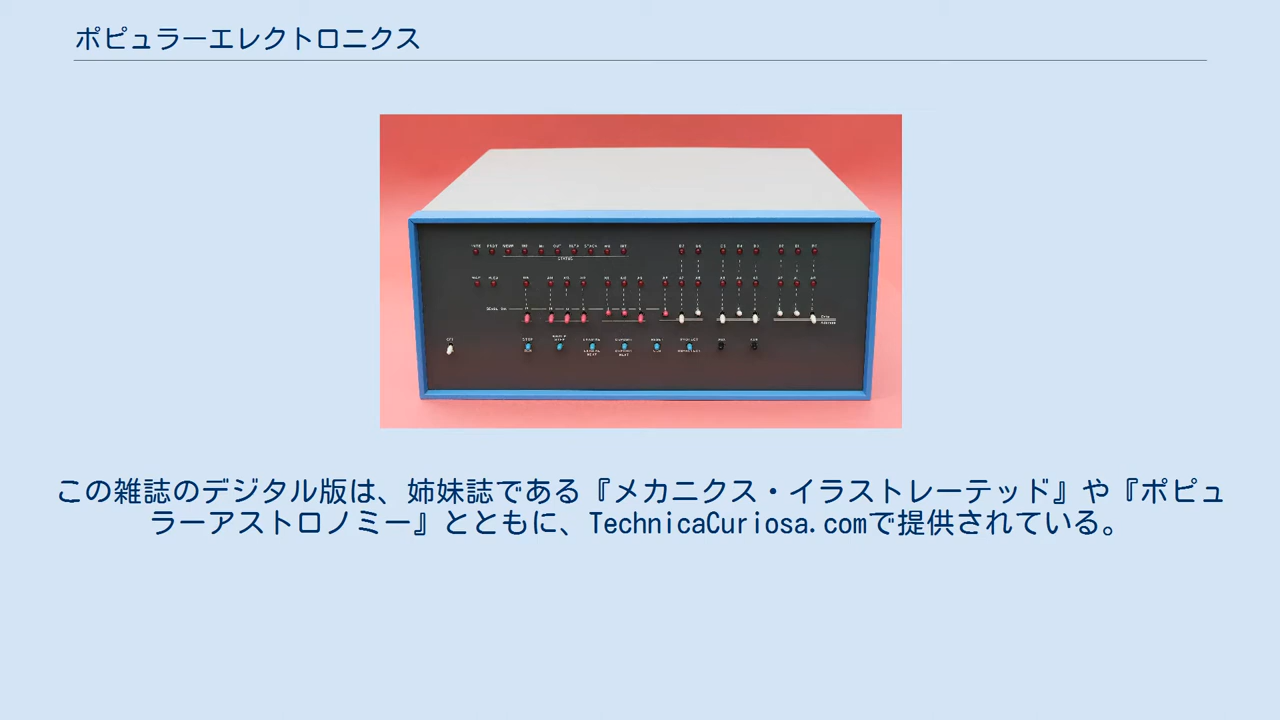 ポピュラーエレクトロニクス
この雑誌のデジタル版は、姉妹誌である『メカニクス・イラストレーテッド』や『ポピュ
ラーアストロノミー』とともに、TechnicaCuriosa.comで提供されている。